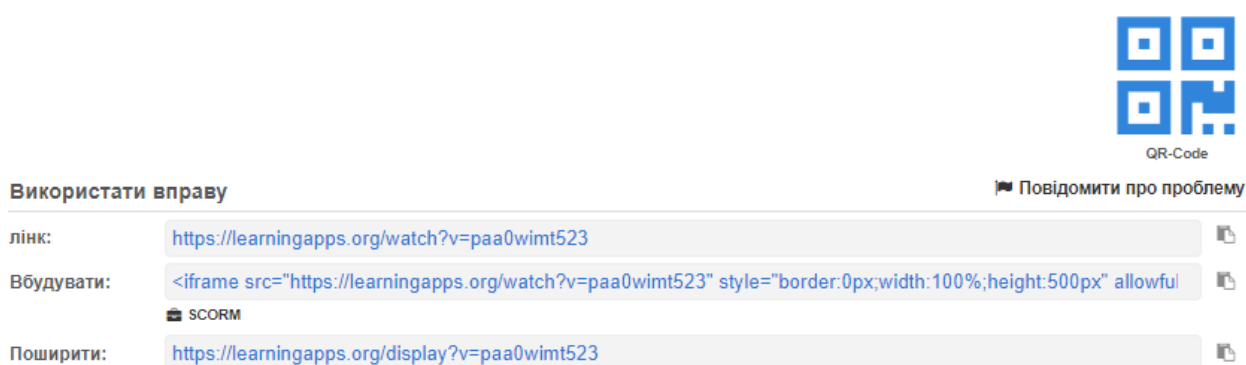 QR-Code
Використати вправу
Повідомити про проблему
лінк:
https://learningapps.org/watch?v=paa0wimt523
Вбудувати:
<iframe src="https://learningapps.org/watch?v=paa0wimt523" style="border:0px;width:100%;height:500px" allowful
SCORM
Поширити:
https://learningapps.org/display?v=paa0wimt523